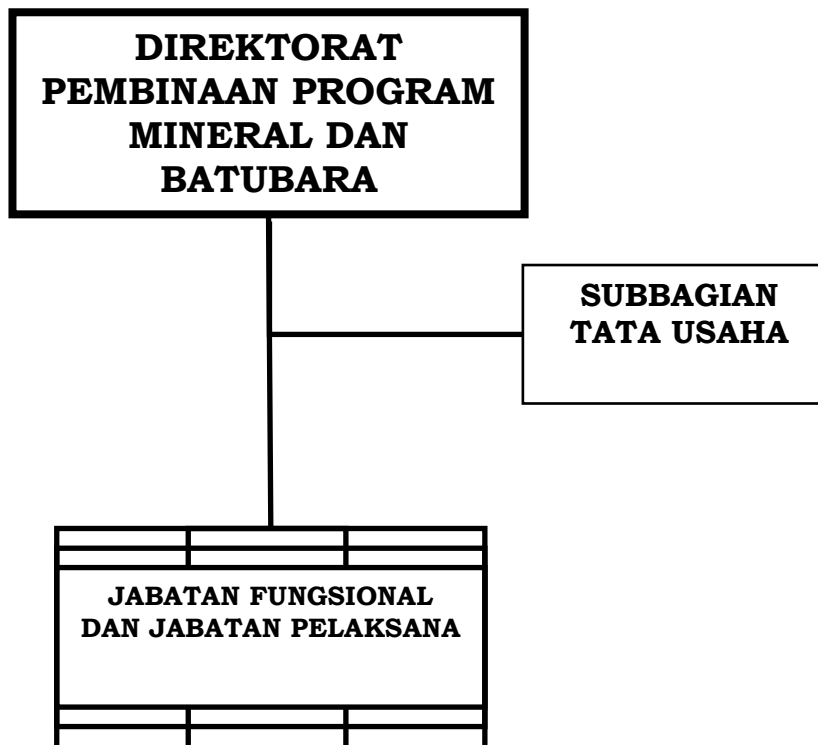 DIREKTORAT
PEMBINAAN PROGRAM
MINERAL DAN
BATUBARA
SUBBAGIAN
TATA USAHA
JABATAN FUNGSIONAL
DAN JABATAN PELAKSANA